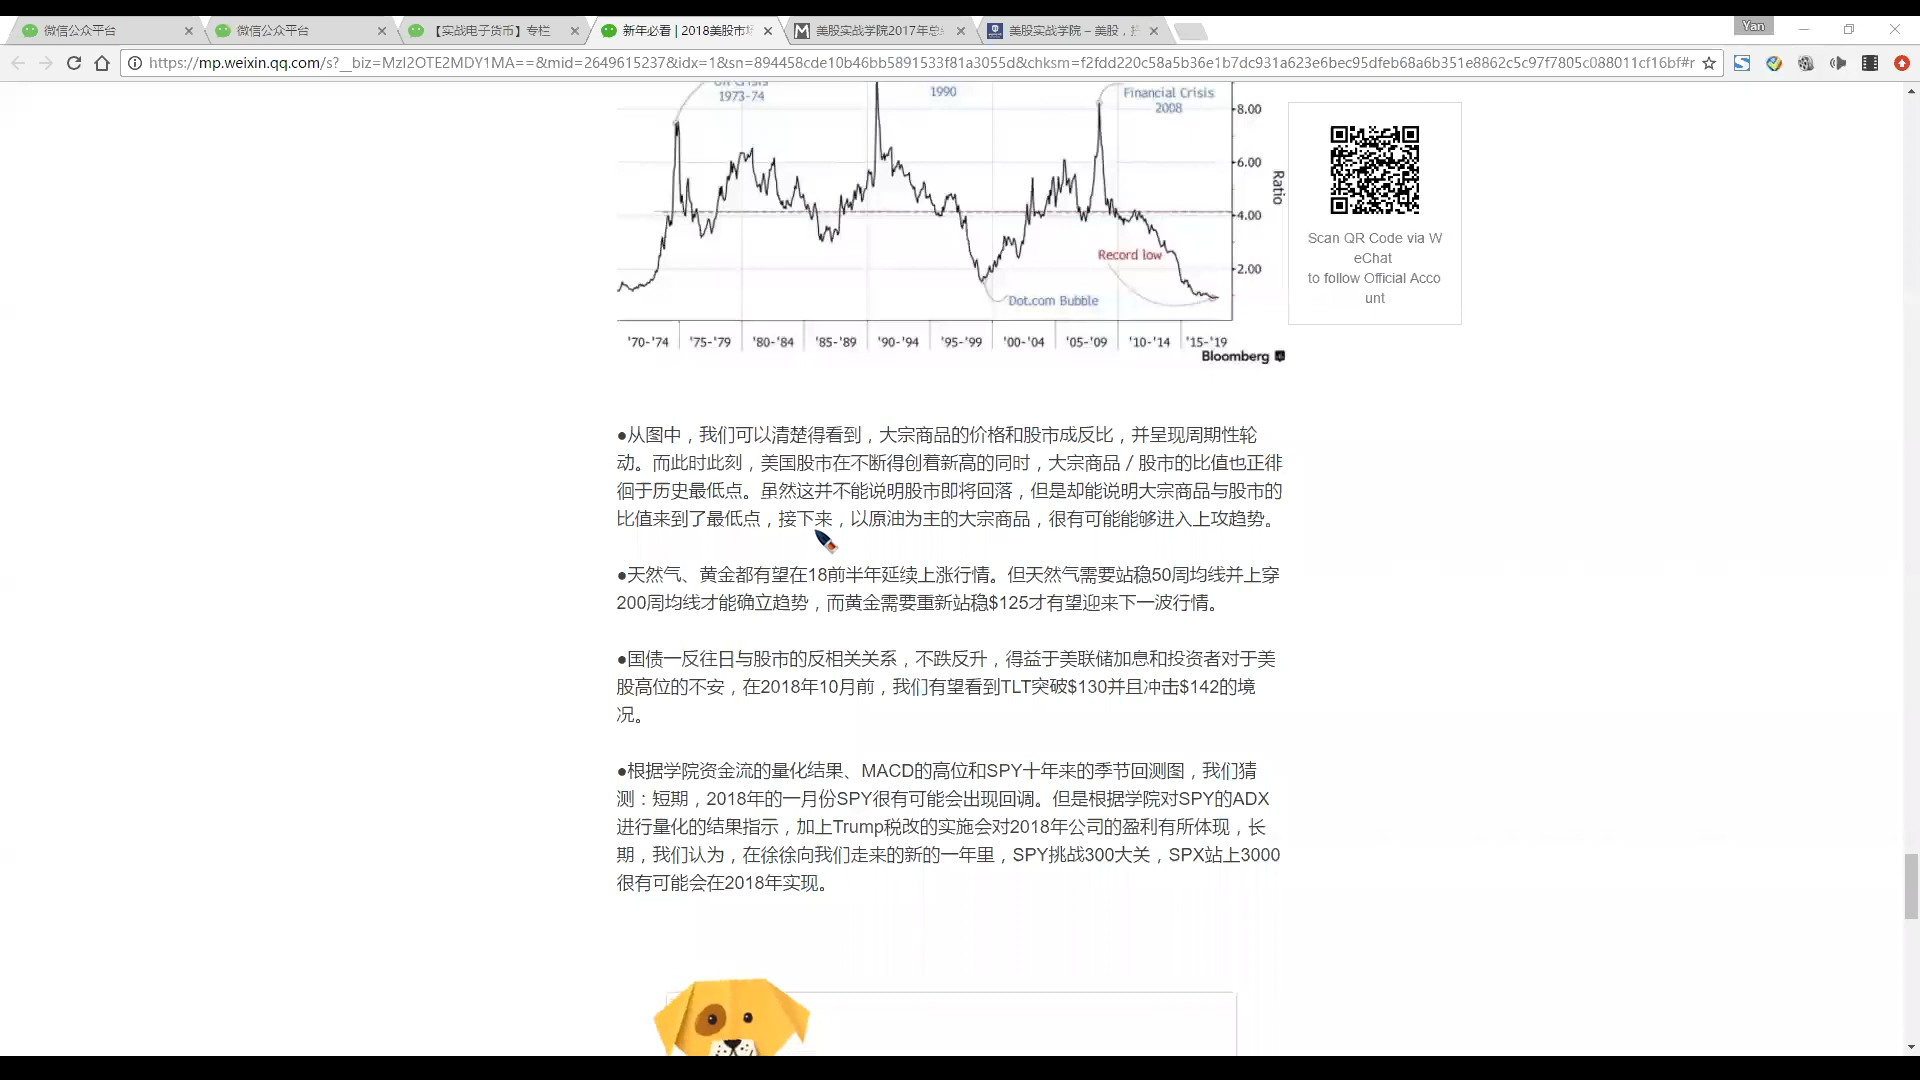 微信公众平台
微信公众平台
【实战电子货币】专栏
新年必看 | 2018美股市场
美股实战学院2017年总
美股实战学院 – 美股，
Yan
https://mp.weixin.qq.com/s?__biz=MzI2OTE2MDY1MA==&mid=2649615237&idx=1&sn=894458cde10b46bb5891533f81a3055d&chksm=f2fdd220c58a5b36e1b7dc931a623e6bec95dfeb68a6b351e8862c5c97f7805c088011cf16bf#r
1973-74
1990
Financial Crisis
2008
8.00
6.00
4.00
2.00
Ratio
Record low
Dot.com Bubble
'70-'74 '75-'79 '80-'84 '85-'89 '90-'94 '95-'99 '00-'04 '05-'09 '10-'14 '15-'19
Bloomberg
Scan QR Code via W
eChat
to follow Official Acco
unt
●从图中，我们可以清楚得看到，大宗商品的价格和股市成反比，并呈现周期性轮
动。而此时此刻，美国股市在不断得创着新高的同时，大宗商品 / 股市的比值也正徘
徊于历史最低点。虽然这并不能说明股市即将回落，但是却能说明大宗商品与股市的
比值来到了最低点，接下来，以原油为主的大宗商品，很有可能能够进入上攻趋势。
●天然气、黄金都有望在18前半年延续上涨行情。但天然气需要站稳50周均线并上穿
200周均线才能确立趋势，而黄金需要重新站稳$125才有望迎来下一波行情。
●国债一反往日与股市的反相关关系，不跌反升，得益于美联储加息和投资者对于美
股高位的不安，在2018年10月前，我们有望看到TLT突破$130并且冲击$142的境
况。
●根据学院资金流的量化结果、MACD的高位和SPY十年来的季节回测图，我们猜
测：短期，2018年的一月份SPY很有可能会出现回调。但是根据学院对SPY的ADX
进行量化的结果指示，加上Trump税改的实施会对2018年公司的盈利有所体现，长
期，我们认为，在徐徐向我们走来的新的一年里，SPY挑战300大关，SPX站上3000
很有可能会在2018年实现。